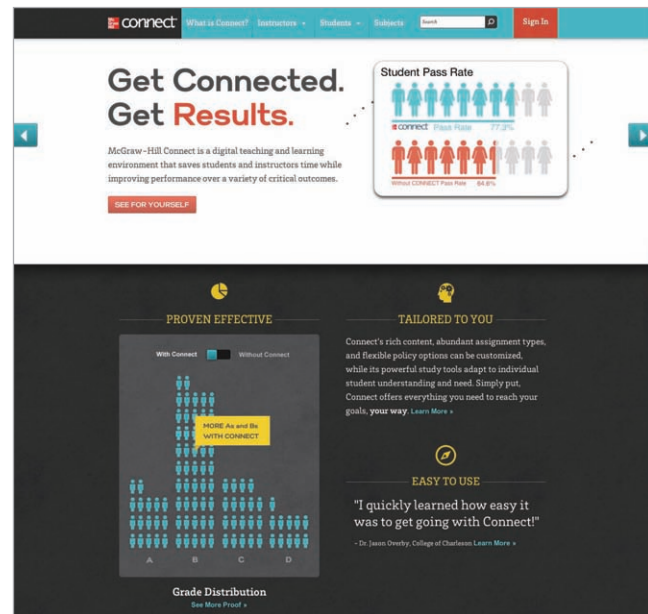 connect
What is Connect? Instructors Students Subjects Search Sign In
Get Connected.
Get Results.
McGraw-Hill Connect is a digital teaching and learning
environment that saves students and instructors time while
improving performance over a variety of critical outcomes.
SEE FOR YOURSELF
Student Pass Rate
connect Pass Rate 77.2%
Without CONNECT Pass Rate 64.6%
PROVEN EFFECTIVE
With Connect Without Connect
MORE As and Bs
WITH CONNECT
A B C D
Grade Distribution
See More Proof »
TAILORED TO YOU
Connect's rich content, abundant assignment types,
and flexible policy options can be customized,
while its powerful study tools adapt to individual
student understanding and need. Simply put,
Connect offers everything you need to reach your
goals, your way. Learn More »
EASY TO USE
"I quickly learned how easy it
was to get going with Connect!"
- Dr. Jason Overby, College of Charleson Learn More »